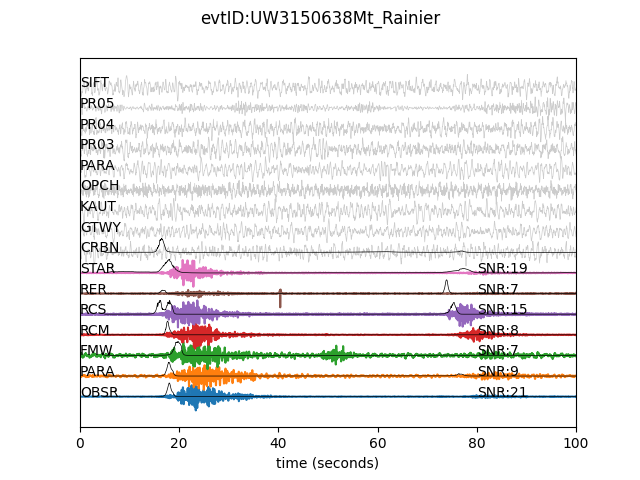 evtID:UW3150638Mt_Rainier
SIFT
PR05
PR04
PR03
PARA
OPCH
KAUT
GTWY
CRBN
STAR SNR:19
RER SNR:7
RCS SNR:15
RCM SNR:8
FMW SNR:7
PARA SNR:9
OBSR SNR:21
0 20 40 60 80 100
time (seconds)